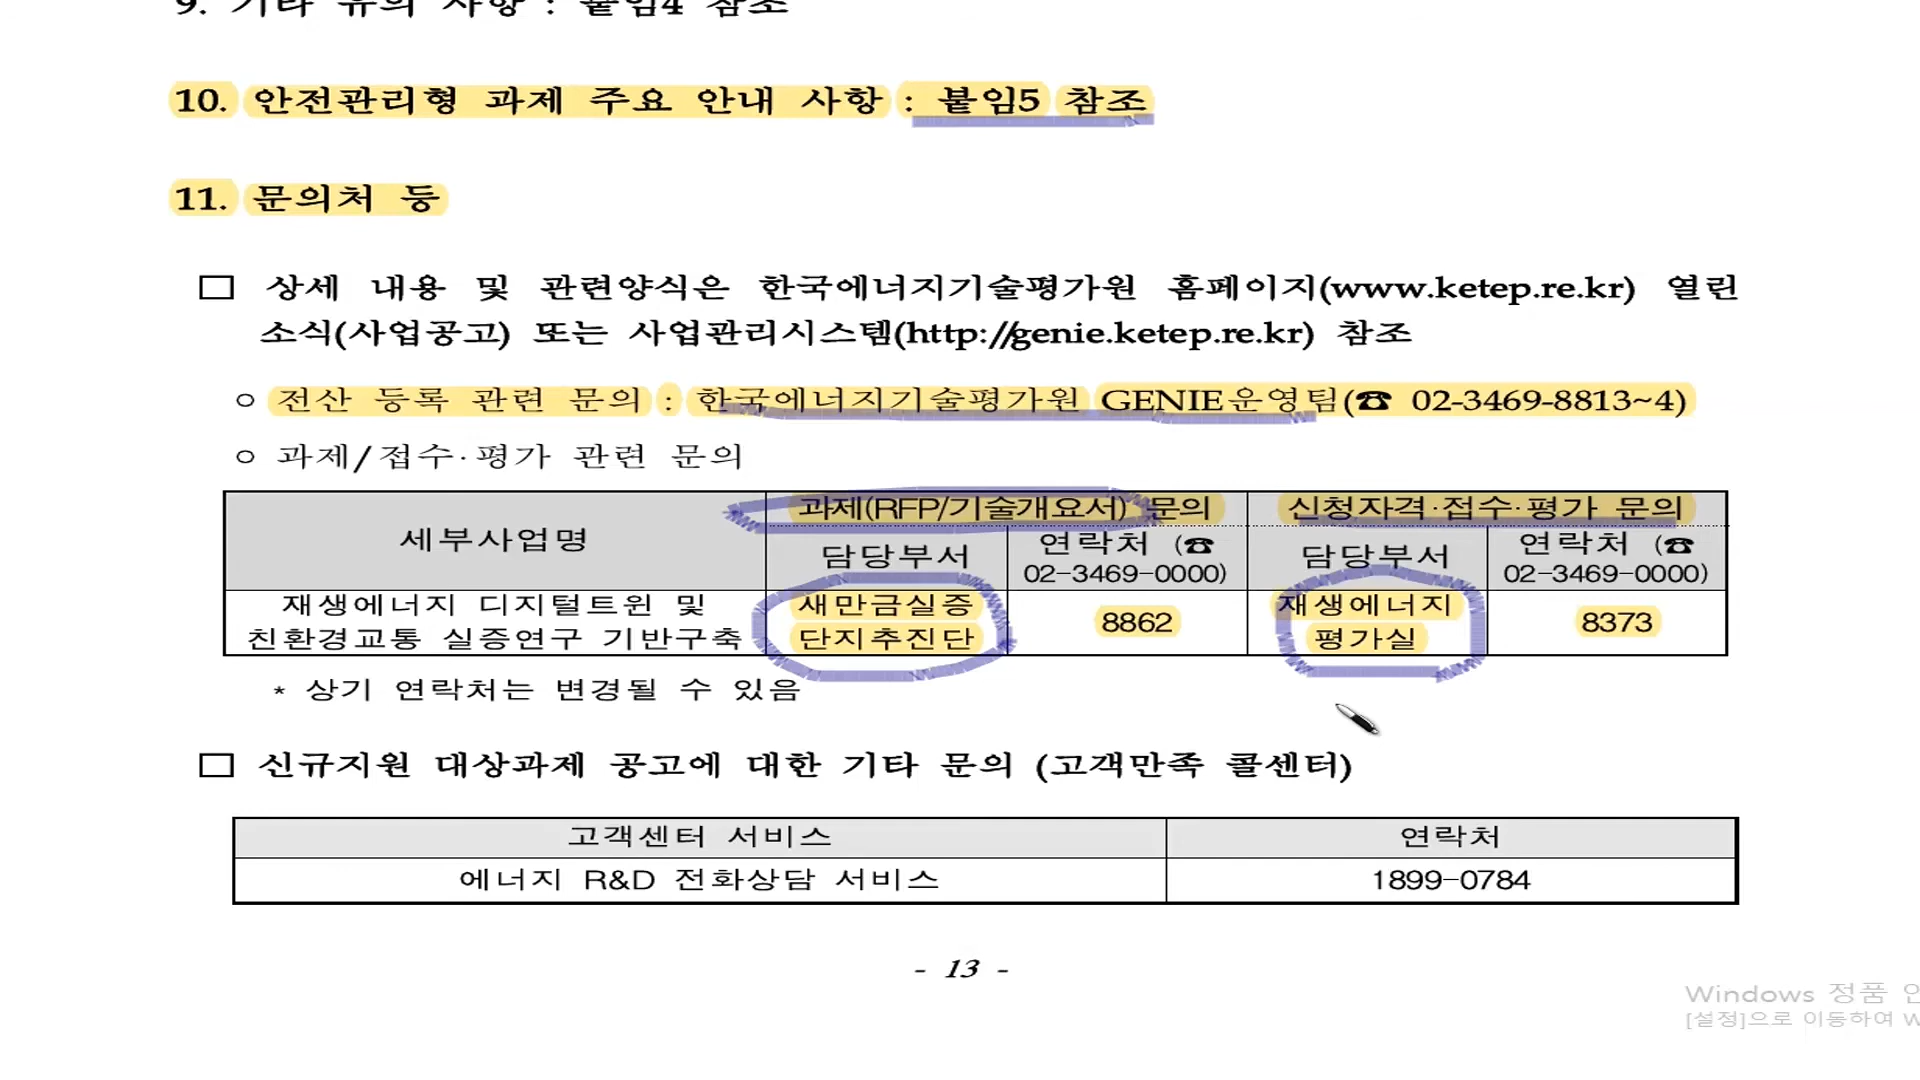 9. 기타 유의 사항 : 붙임4 참조
10. 안전관리형 과제 주요 안내 사항 : 붙임5 참조
11. 문의처 등
□ 상세 내용 및 관련양식은 한국에너지기술평가원 홈페이지(www.ketep.re.kr) 열린
소식(사업공고) 또는 사업관리시스템(http://genie.ketep.re.kr) 참조
○ 전산 등록 관련 문의 : 한국에너지기술평가원 GENIE운영팀(☎ 02-3469-8813~4)
○ 과제/접수·평가 관련 문의
세부사업명
과제(RFP/기술개요서) 문의
신청자격·접수·평가 문의
담당부서
연락처 (☎
02-3469-0000)
담당부서
연락처 (☎
02-3469-0000)
재생에너지 디지털트윈 및
친환경교통 실증연구 기반구축
새만금실증
단지추진단
8862
재생에너지
평가실
8373
* 상기 연락처는 변경될 수 있음
□ 신규지원 대상과제 공고에 대한 기타 문의 (고객만족 콜센터)
고객센터 서비스 연락처
에너지 R&D 전화상담 서비스 1899-0784
- 13 -
Windows 정품
[설정]으로 이동하여